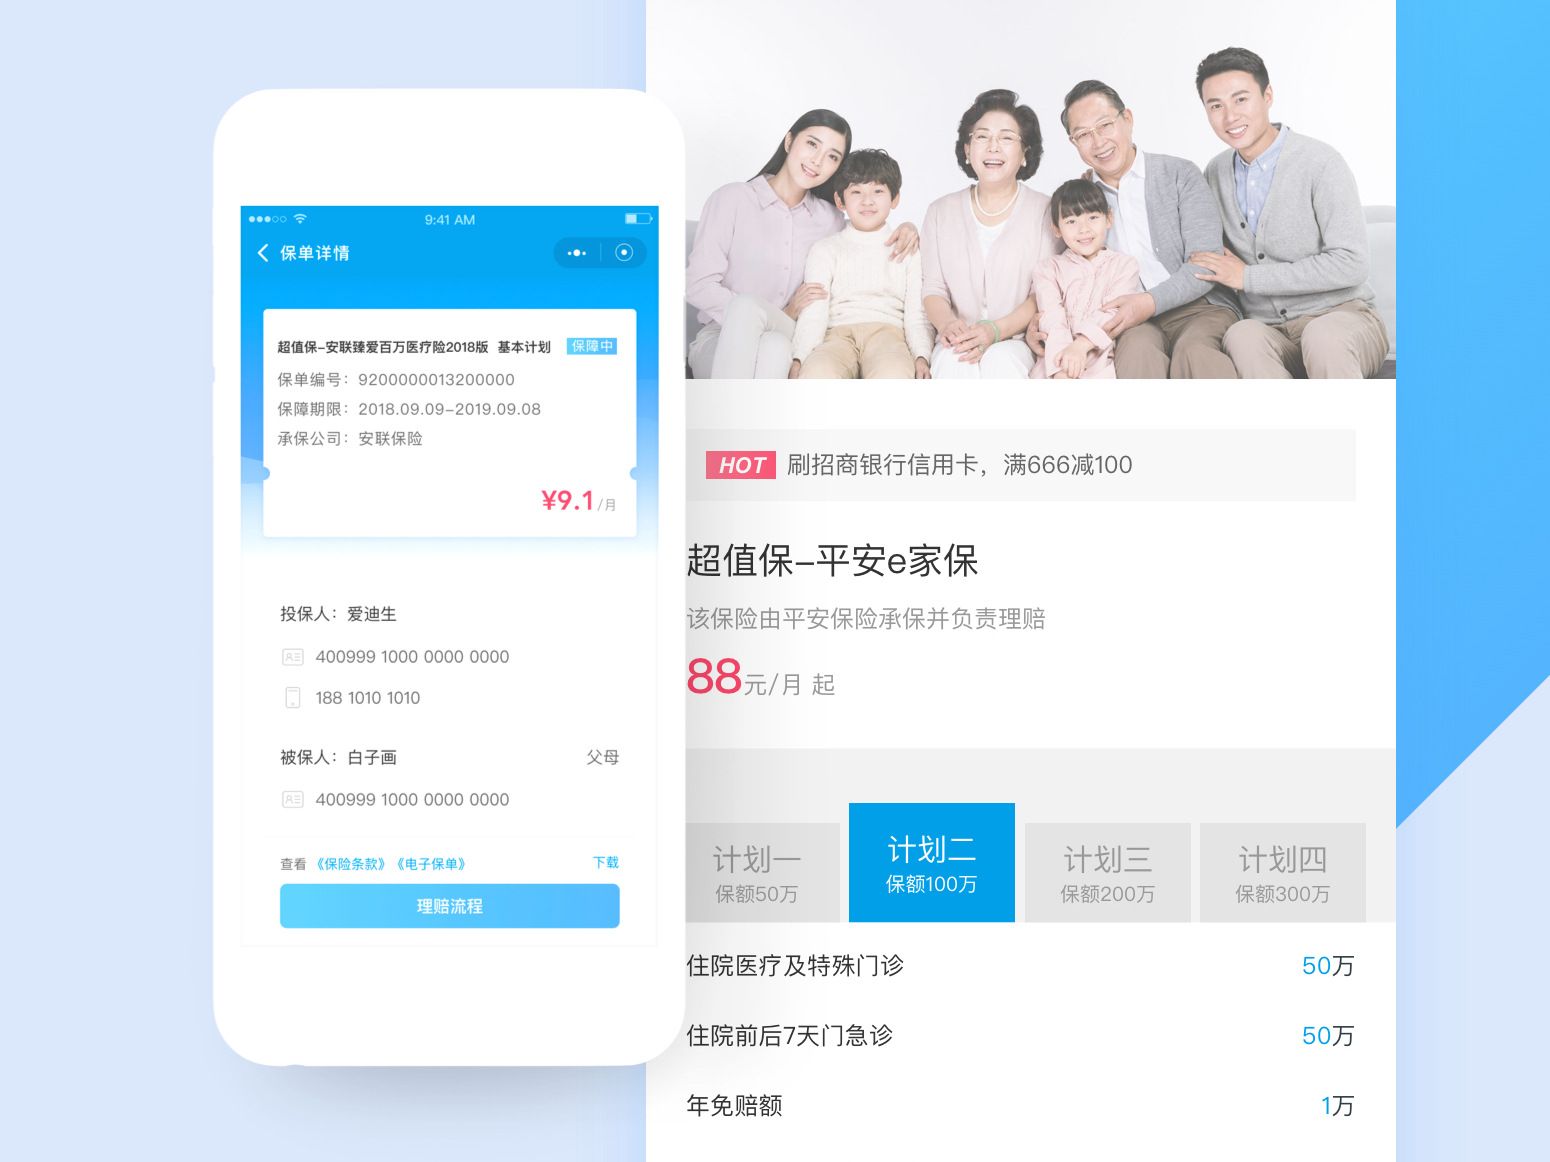 9:41 AM
保单详情
超值保–安联臻爱百万医疗险2018版 基本计划 保障中
保单编号：9200000013200000
保障期限：2018.09.09–2019.09.08
承保公司：安联保险
¥9.1/月
投保人：爱迪生
400999 1000 0000 0000
188 1010 1010
被保人：白子画 父母
400999 1000 0000 0000
查看《保险条款》《电子保单》 下载
理赔流程
HOT 刷招商银行信用卡，满666减100
超值保–平安e家保
该保险由平安保险承保并负责理赔
88元/月 起
计划一 计划二 计划三 计划四
保额50万 保额100万 保额200万 保额300万
住院医疗及特殊门诊 50万
住院前后7天门急诊 50万
年免赔额 1万